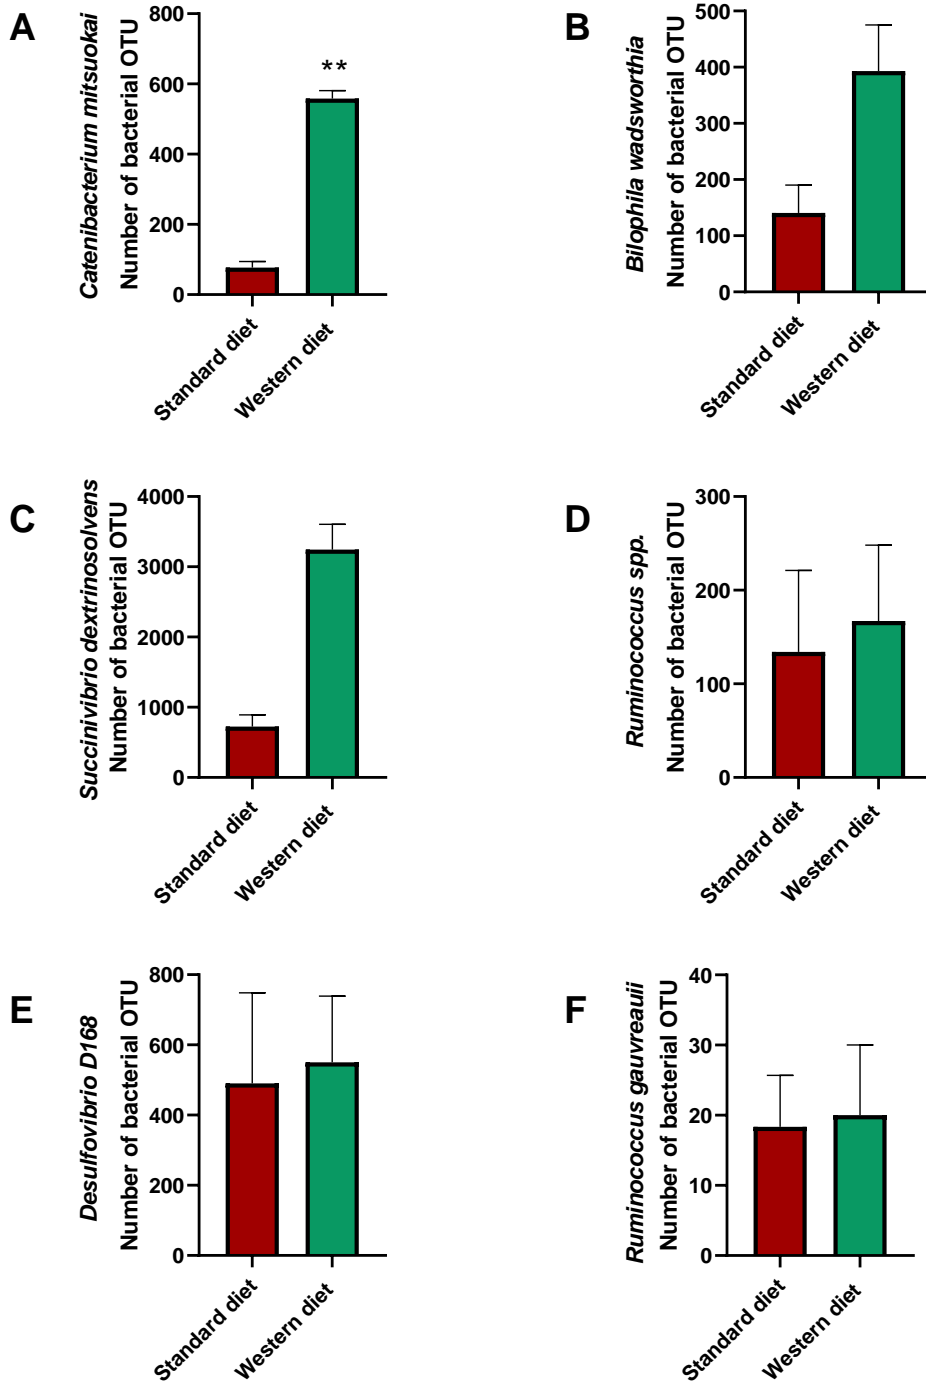 A
Catenibacterium mitsuokai
Number of bacterial OTU
800
600
400
200
0
**
Standard diet
Western diet
B
Bilophila wadsworthia
Number of bacterial OTU
500
400
300
200
100
0
Standard diet
Western diet
C
Succinivibrio dextrinosolvens
Number of bacterial OTU
4000
3000
2000
1000
0
Standard diet
Western diet
D
Ruminococcus spp.
Number of bacterial OTU
300
200
100
0
Standard diet
Western diet
E
Desulfovibrio D168
Number of bacterial OTU
800
600
400
200
0
Standard diet
Western diet
F
Ruminococcus gauvreauii
Number of bacterial OTU
40
30
20
10
0
Standard diet
Western diet